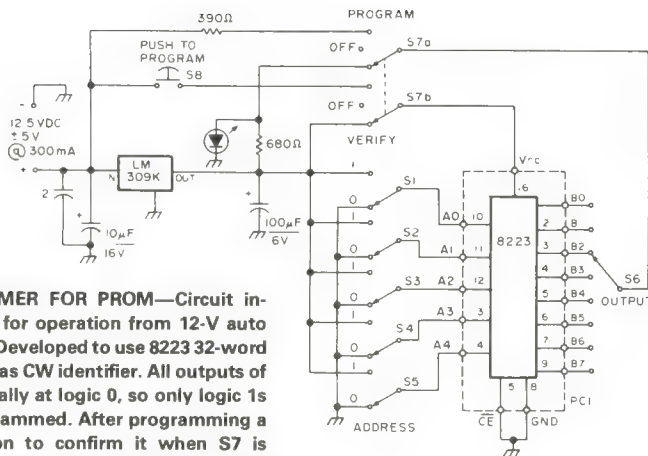 390Ω
PROGRAM
PUSH TO
PROGRAM
S8
OFF
S7a
OFF
S7b
VERIFY
-
12 5VDC
±5V
@ 300mA
+
2
10µF
16V
IN
LM
309K
OUT
680Ω
100µF
6V
1
0
S1
1
0
S2
1
0
S3
1
0
S4
1
0
S5
ADDRESS
A0 10
A1 11
A2 12
A3 3
A4 4
Vcc
16
8223
B0
2 B
3 B2
4 B3
5 B4
6 B5
7 B6
9 B7
S6
OUTPUT
5 8
PC1
CE GND
MER FOR PROM—Circuit in-
for operation from 12-V auto
Developed to use 8223 32-word
as CW identifier. All outputs of
ally at logic 0, so only logic 1s
ammed. After programming a
on to confirm it when S7 is